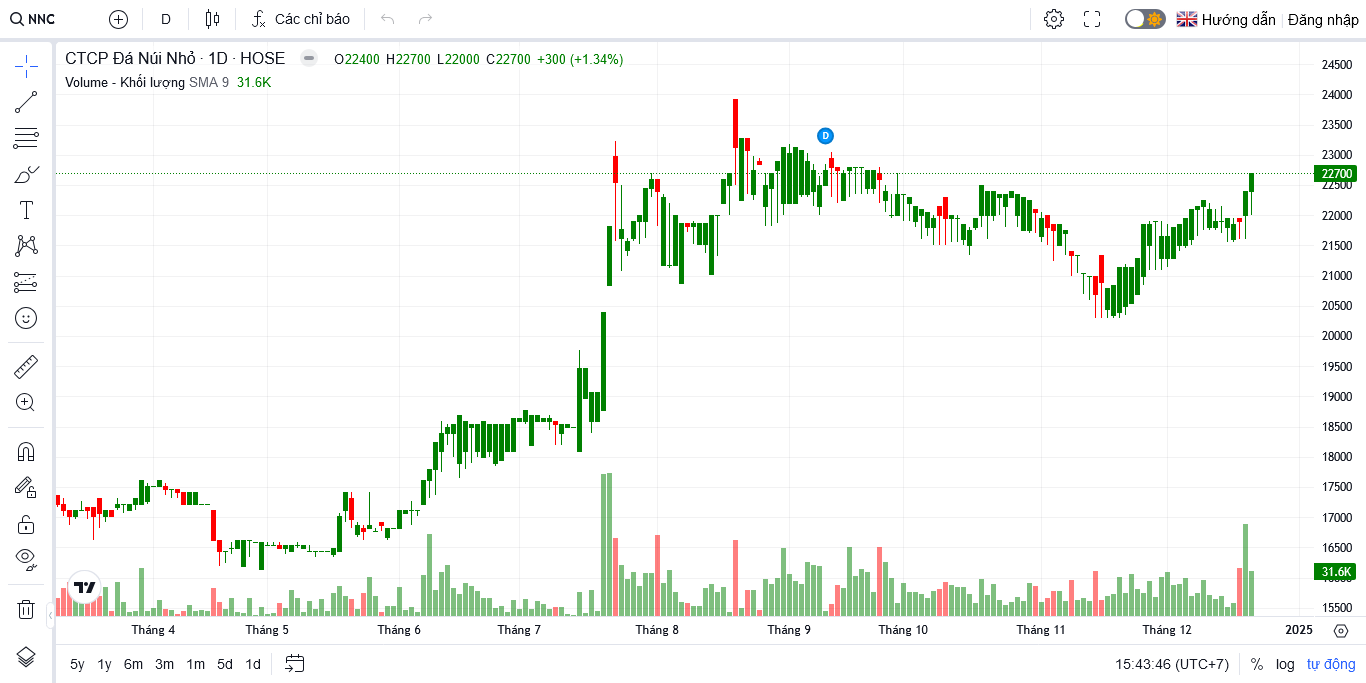 NNC D Các chỉ báo Hướng dẫn Đăng nhập
CTCP Đá Núi Nhỏ · 1D · HOSE O22400 H22700 L22000 C22700 +300 (+1.34%)
Volume - Khối lượng SMA 9 31.6K
D
24500
24000
23500
23000
22700
22500
22000
21500
21000
20500
20000
19500
19000
18500
18000
17500
17000
16500
31.6K
15500
Tháng 4 Tháng 5 Tháng 6 Tháng 7 Tháng 8 Tháng 9 Tháng 10 Tháng 11 Tháng 12 2025
5y 1y 6m 3m 1m 5d 1d 15:43:46 (UTC+7) % log tự động